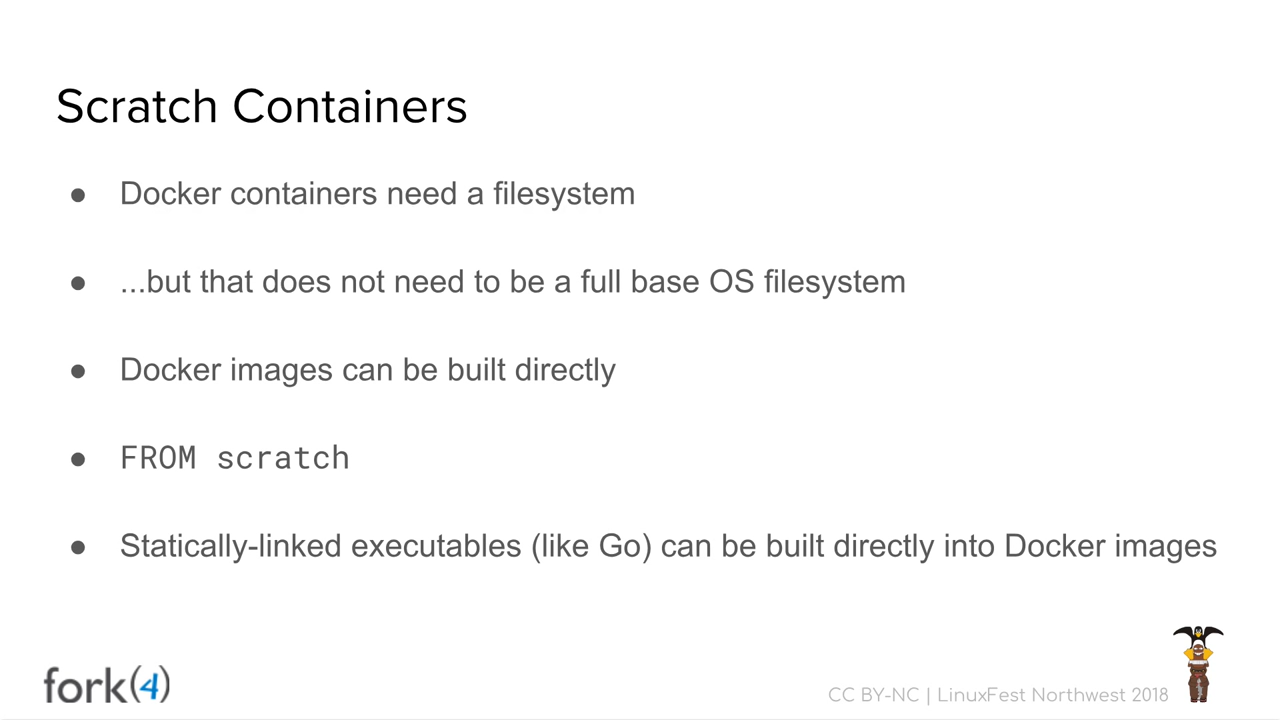 Scratch Containers
● Docker containers need a filesystem
● ...but that does not need to be a full base OS filesystem
● Docker images can be built directly
● FROM scratch
● Statically-linked executables (like Go) can be built directly into Docker images
fork(4)
CC BY-NC | LinuxFest Northwest 2018